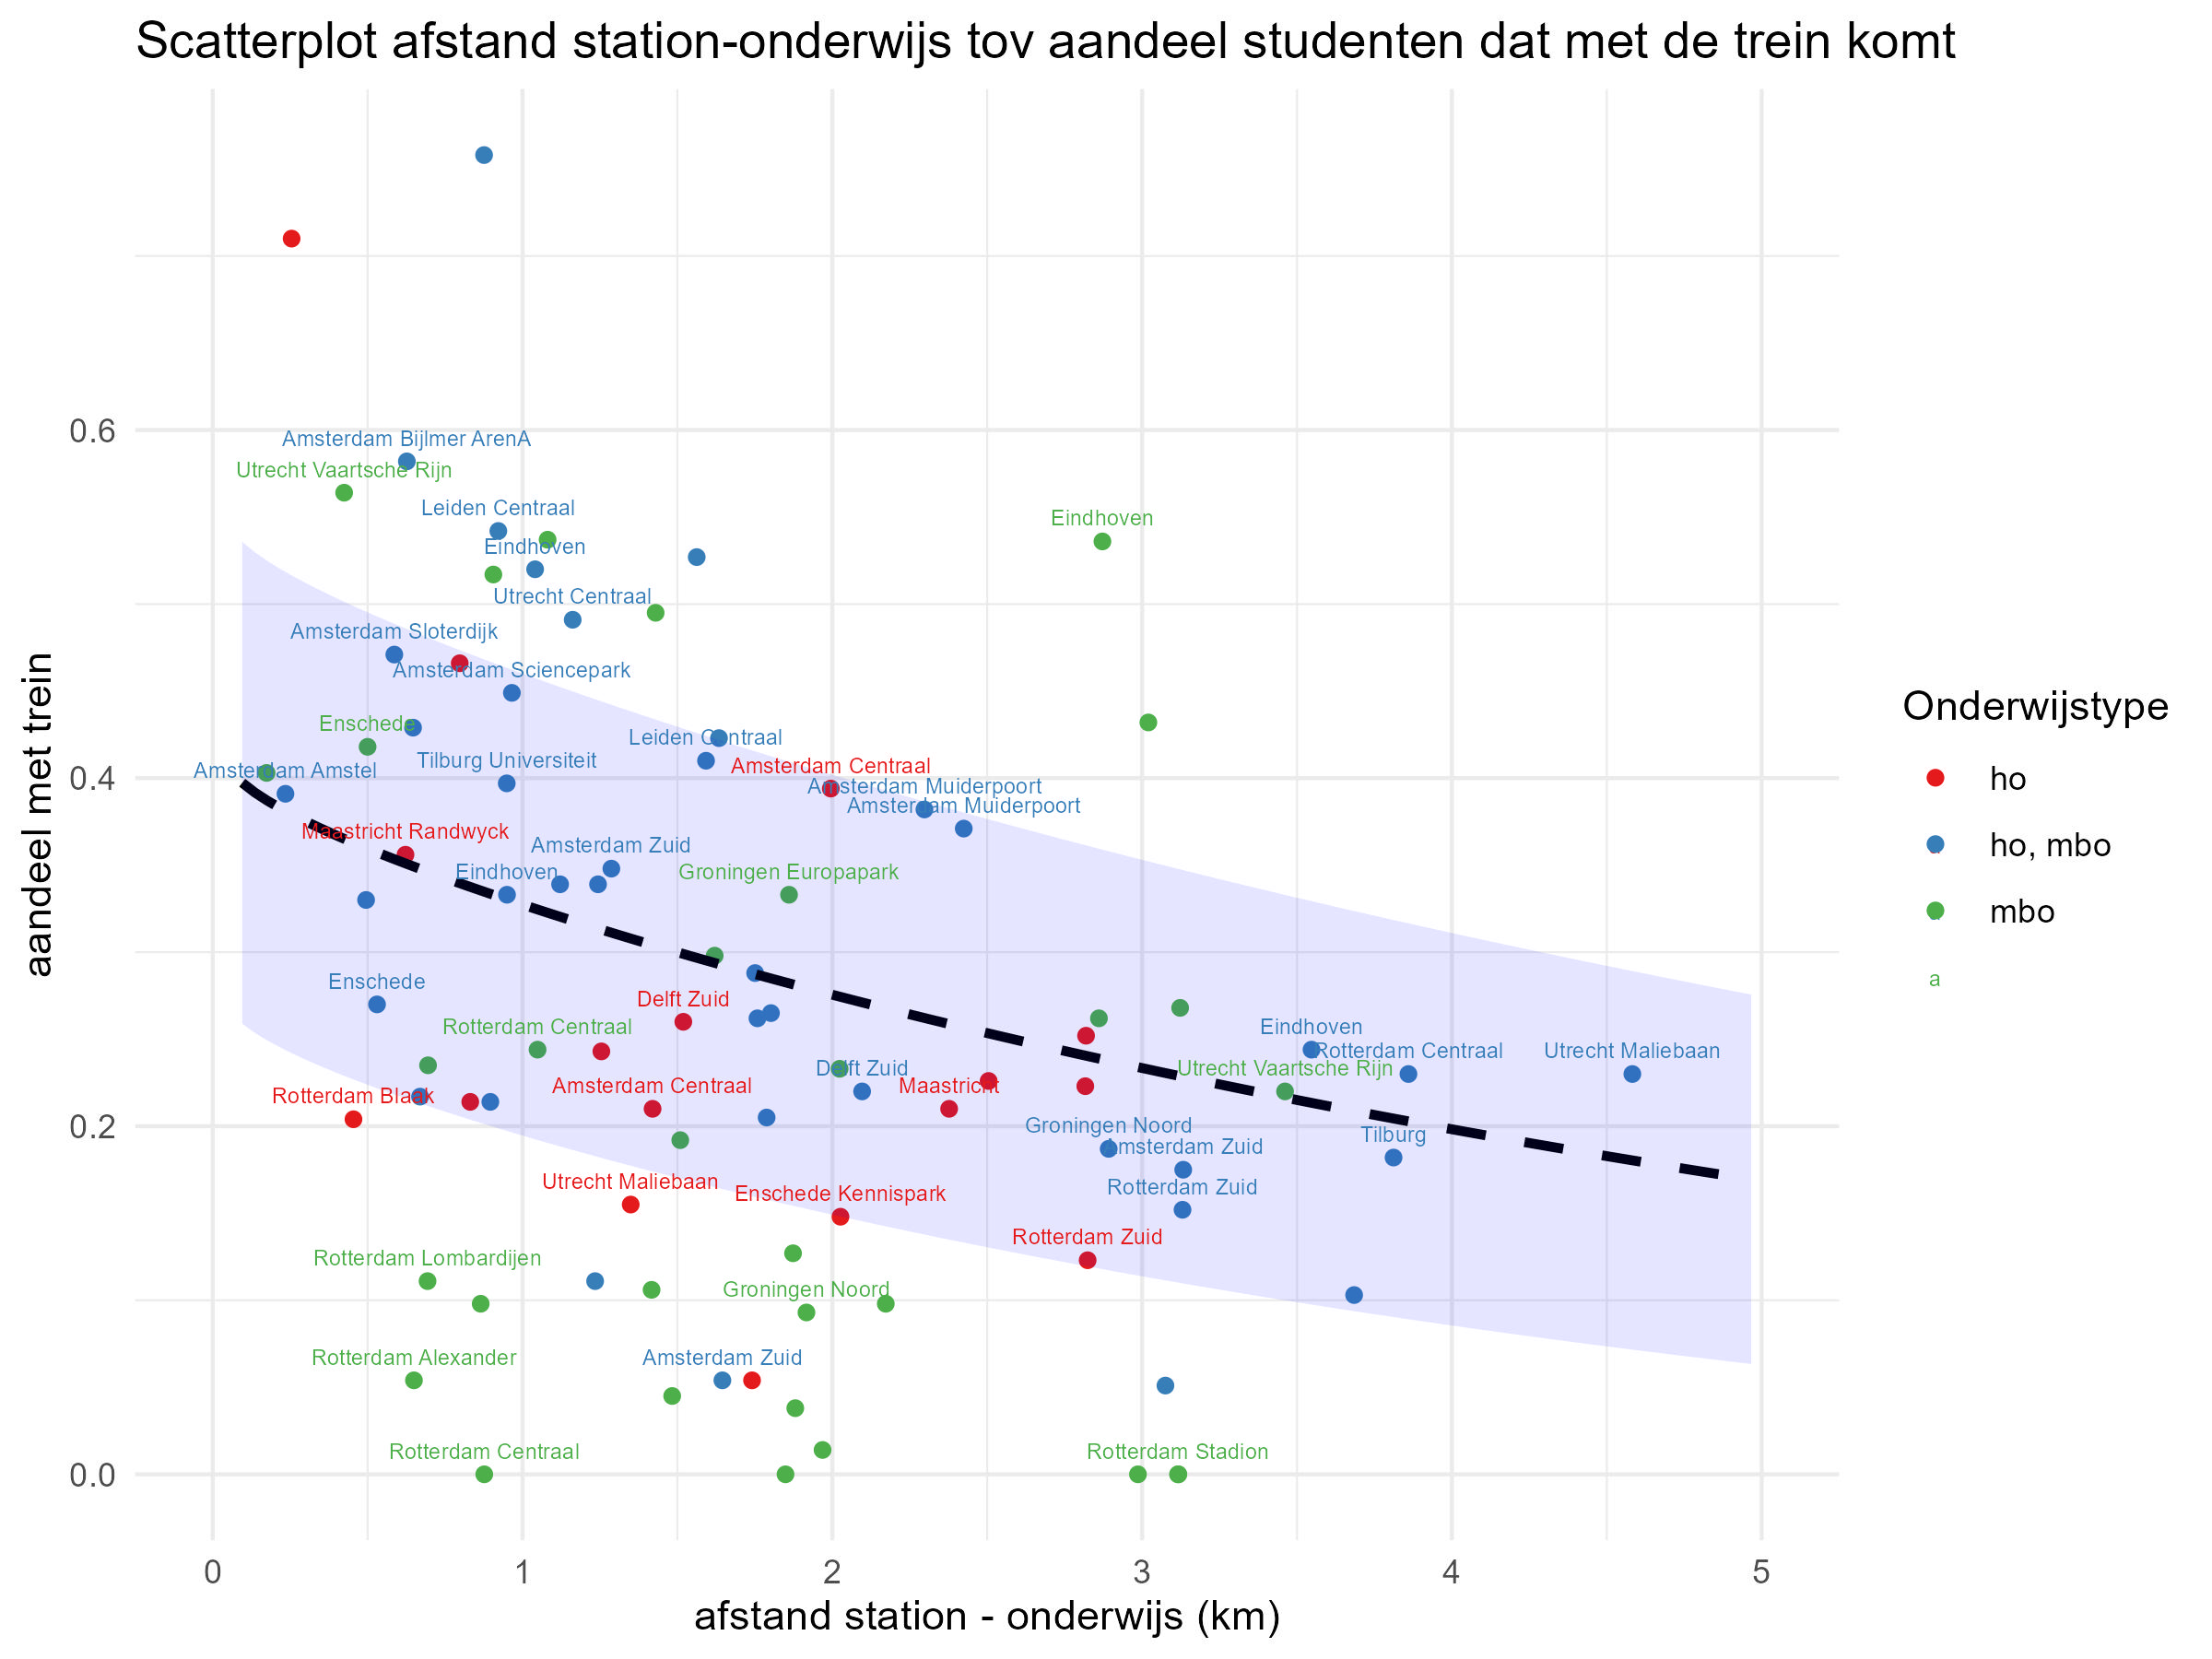 Scatterplot afstand station-onderwijs tov aandeel studenten dat met de trein komt
aandeel met trein
0.6
0.4
0.2
0.0
Amsterdam Bijlmer ArenA
Utrecht Vaartsche Rijn
Leiden Centraal
Eindhoven
Eindhoven
Utrecht Centraal
Amsterdam Sloterdijk
Amsterdam Sciencepark
Enschede
Leiden Centraal
Tilburg Universiteit
Amsterdam Centraal
Amsterdam Amstel
Amsterdam Muiderpoort
Amsterdam Muiderpoort
Maastricht Randwyck
Amsterdam Zuid
Eindhoven
Groningen Europapark
Enschede
Delft Zuid
Rotterdam Centraal
Eindhoven
Rotterdam Centraal
Utrecht Maliebaan
Delft Zuid
Utrecht Vaartsche Rijn
Rotterdam Blaak
Amsterdam Centraal
Maastricht
Groningen Noord
Tilburg
Amsterdam Zuid
Utrecht Maliebaan
Rotterdam Zuid
Enschede Kennispark
Rotterdam Zuid
Rotterdam Lombardijen
Groningen Noord
Rotterdam Alexander
Amsterdam Zuid
Rotterdam Centraal
Rotterdam Stadion
0 1 2 3 4 5
afstand station - onderwijs (km)
Onderwijstype
ho
ho, mbo
mbo
a